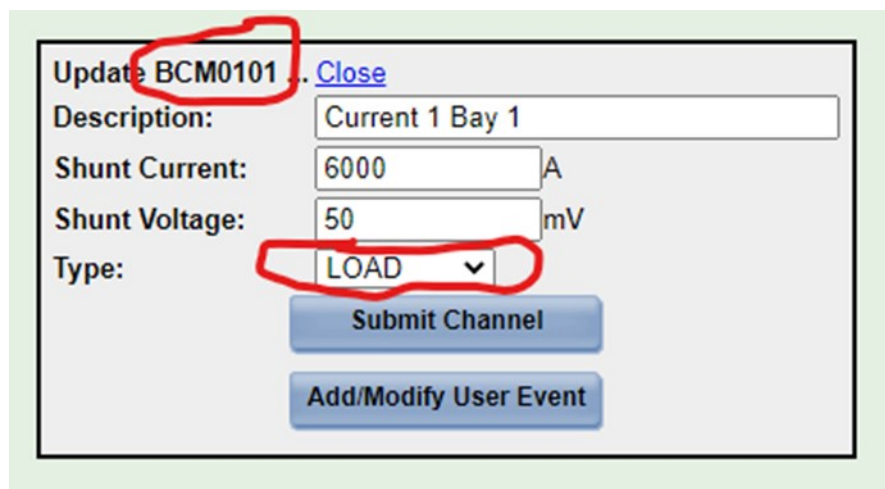 Update BCM0101 ... Close
Description: Current 1 Bay 1
Shunt Current: 6000 A
Shunt Voltage: 50 mV
Type: LOAD
Submit Channel
Add/Modify User Event